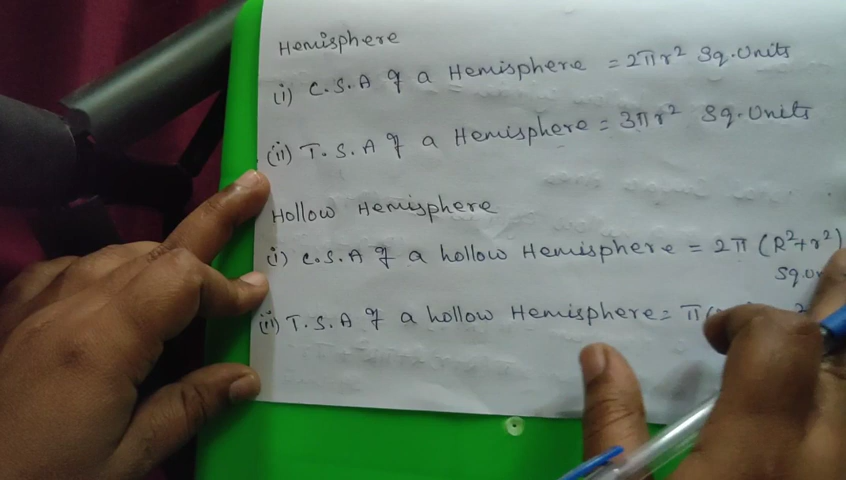 Hemisphere
(i) C.S.A of a Hemisphere = 2πr² Sq.Units
(ii) T.S.A of a Hemisphere = 3πr² Sq.Units
Hollow Hemisphere
(i) C.S.A of a hollow Hemisphere = 2π (R²+r²)
Sq.
(ii) T.S.A of a hollow Hemisphere = π(